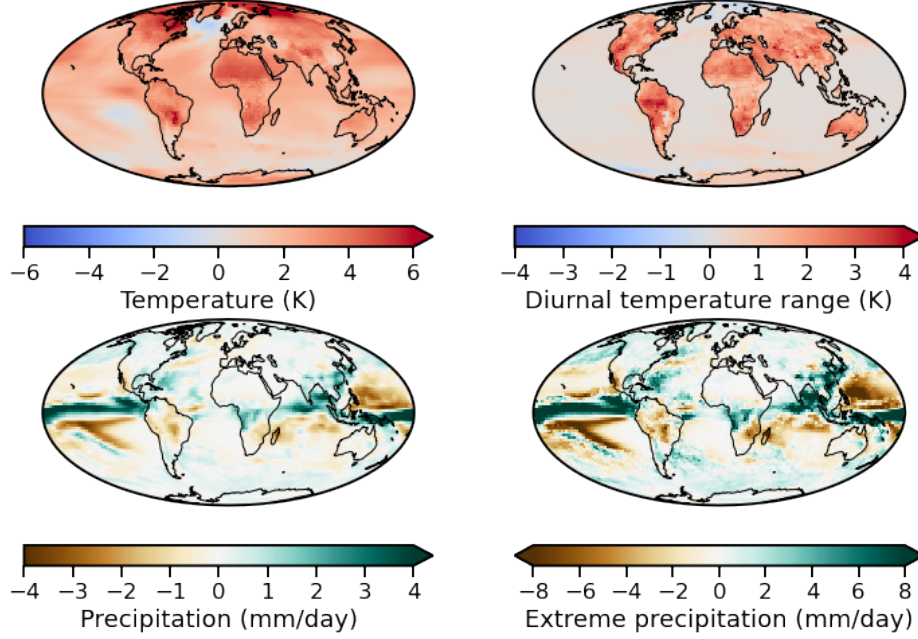 −6 −4 −2 0 2 4 6
Temperature (K)
−4 −3 −2 −1 0 1 2 3 4
Diurnal temperature range (K)
−4 −3 −2 −1 0 1 2 3 4
Precipitation (mm/day)
−8 −6 −4 −2 0 2 4 6 8
Extreme precipitation (mm/day)